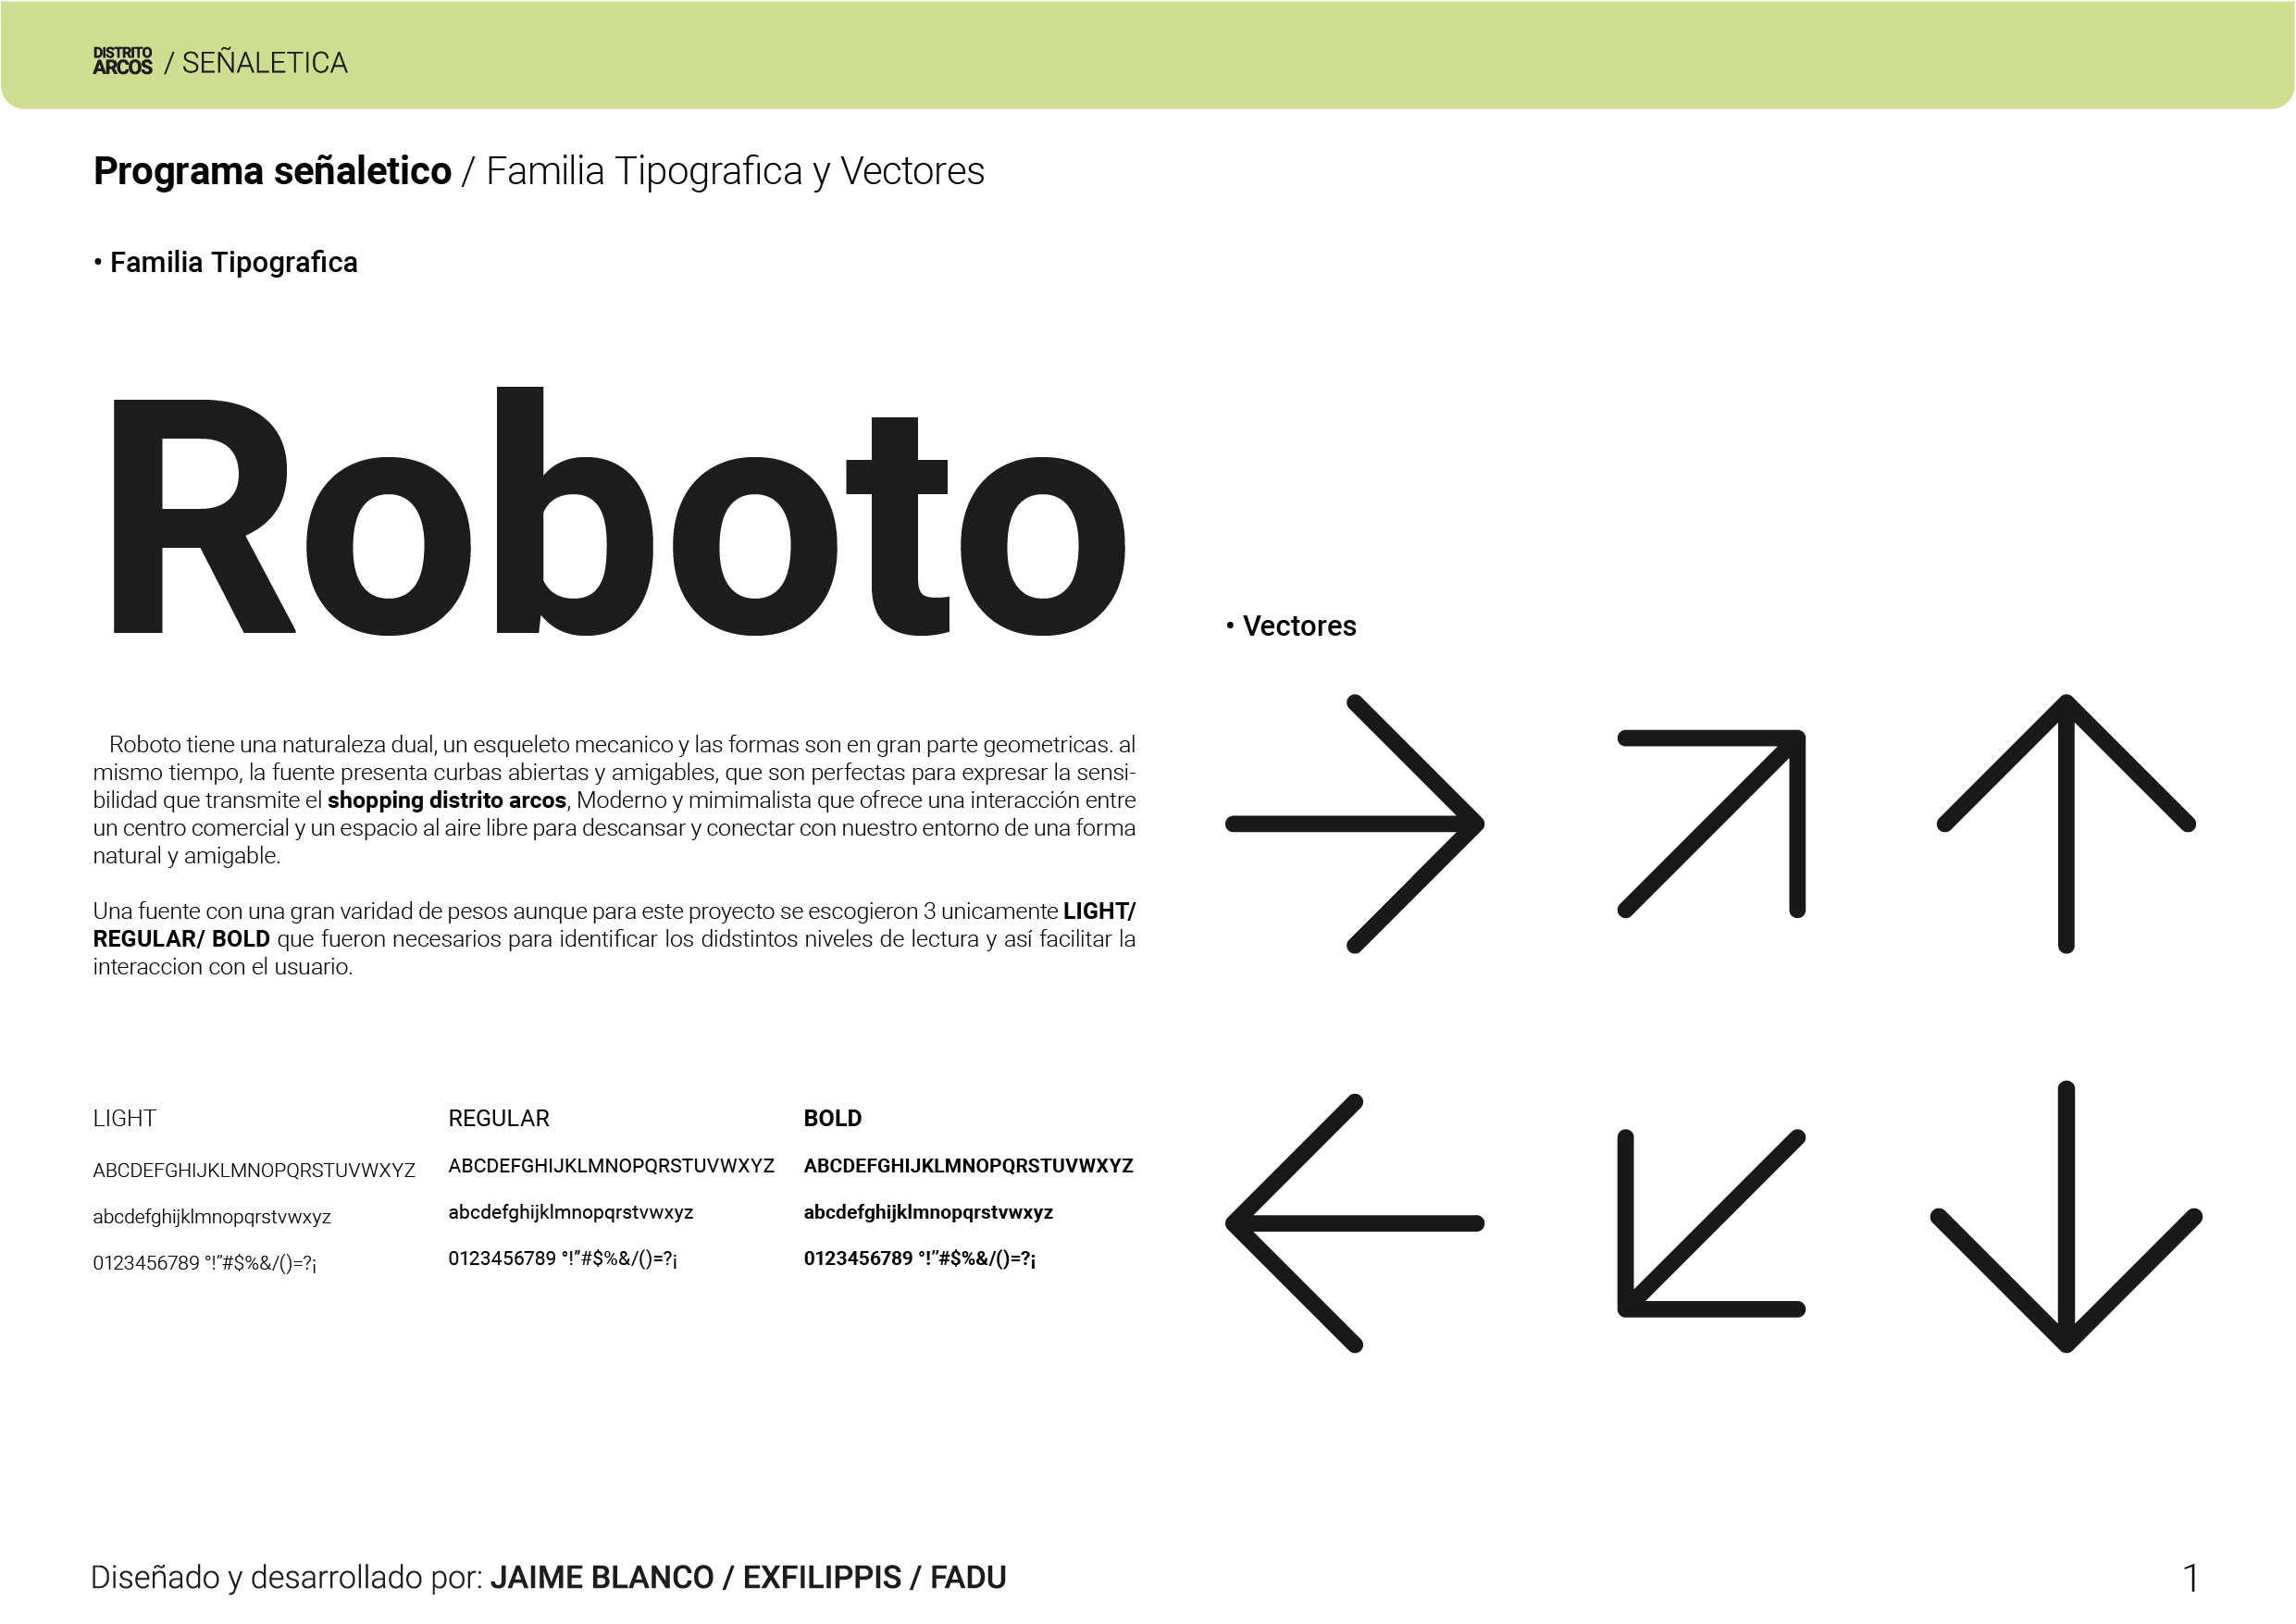 DISTRITO
ARCOS / SEÑALETICA
Programa señaletico / Familia Tipografica y Vectores
• Familia Tipografica
Roboto
Roboto tiene una naturaleza dual, un esqueleto mecanico y las formas son en gran parte geometricas. al
mismo tiempo, la fuente presenta curbas abiertas y amigables, que son perfectas para expresar la sensi-
bilidad que transmite el shopping distrito arcos, Moderno y mimimalista que ofrece una interacción entre
un centro comercial y un espacio al aire libre para descansar y conectar con nuestro entorno de una forma
natural y amigable.
Una fuente con una gran varidad de pesos aunque para este proyecto se escogieron 3 unicamente LIGHT/
REGULAR/ BOLD que fueron necesarios para identificar los didstintos niveles de lectura y así facilitar la
interaccion con el usuario.
LIGHT
ABCDEFGHIJKLMNOPQRSTUVWXYZ
abcdefghijklmnopqrstvwxyz
0123456789 °!”#$%&/()=?¡
REGULAR
ABCDEFGHIJKLMNOPQRSTUVWXYZ
abcdefghijklmnopqrstvwxyz
0123456789 °!”#$%&/()=?¡
BOLD
ABCDEFGHIJKLMNOPQRSTUVWXYZ
abcdefghijklmnopqrstvwxyz
0123456789 °!”#$%&/()=?¡
• Vectores
Diseñado y desarrollado por: JAIME BLANCO / EXFILIPPIS / FADU
1